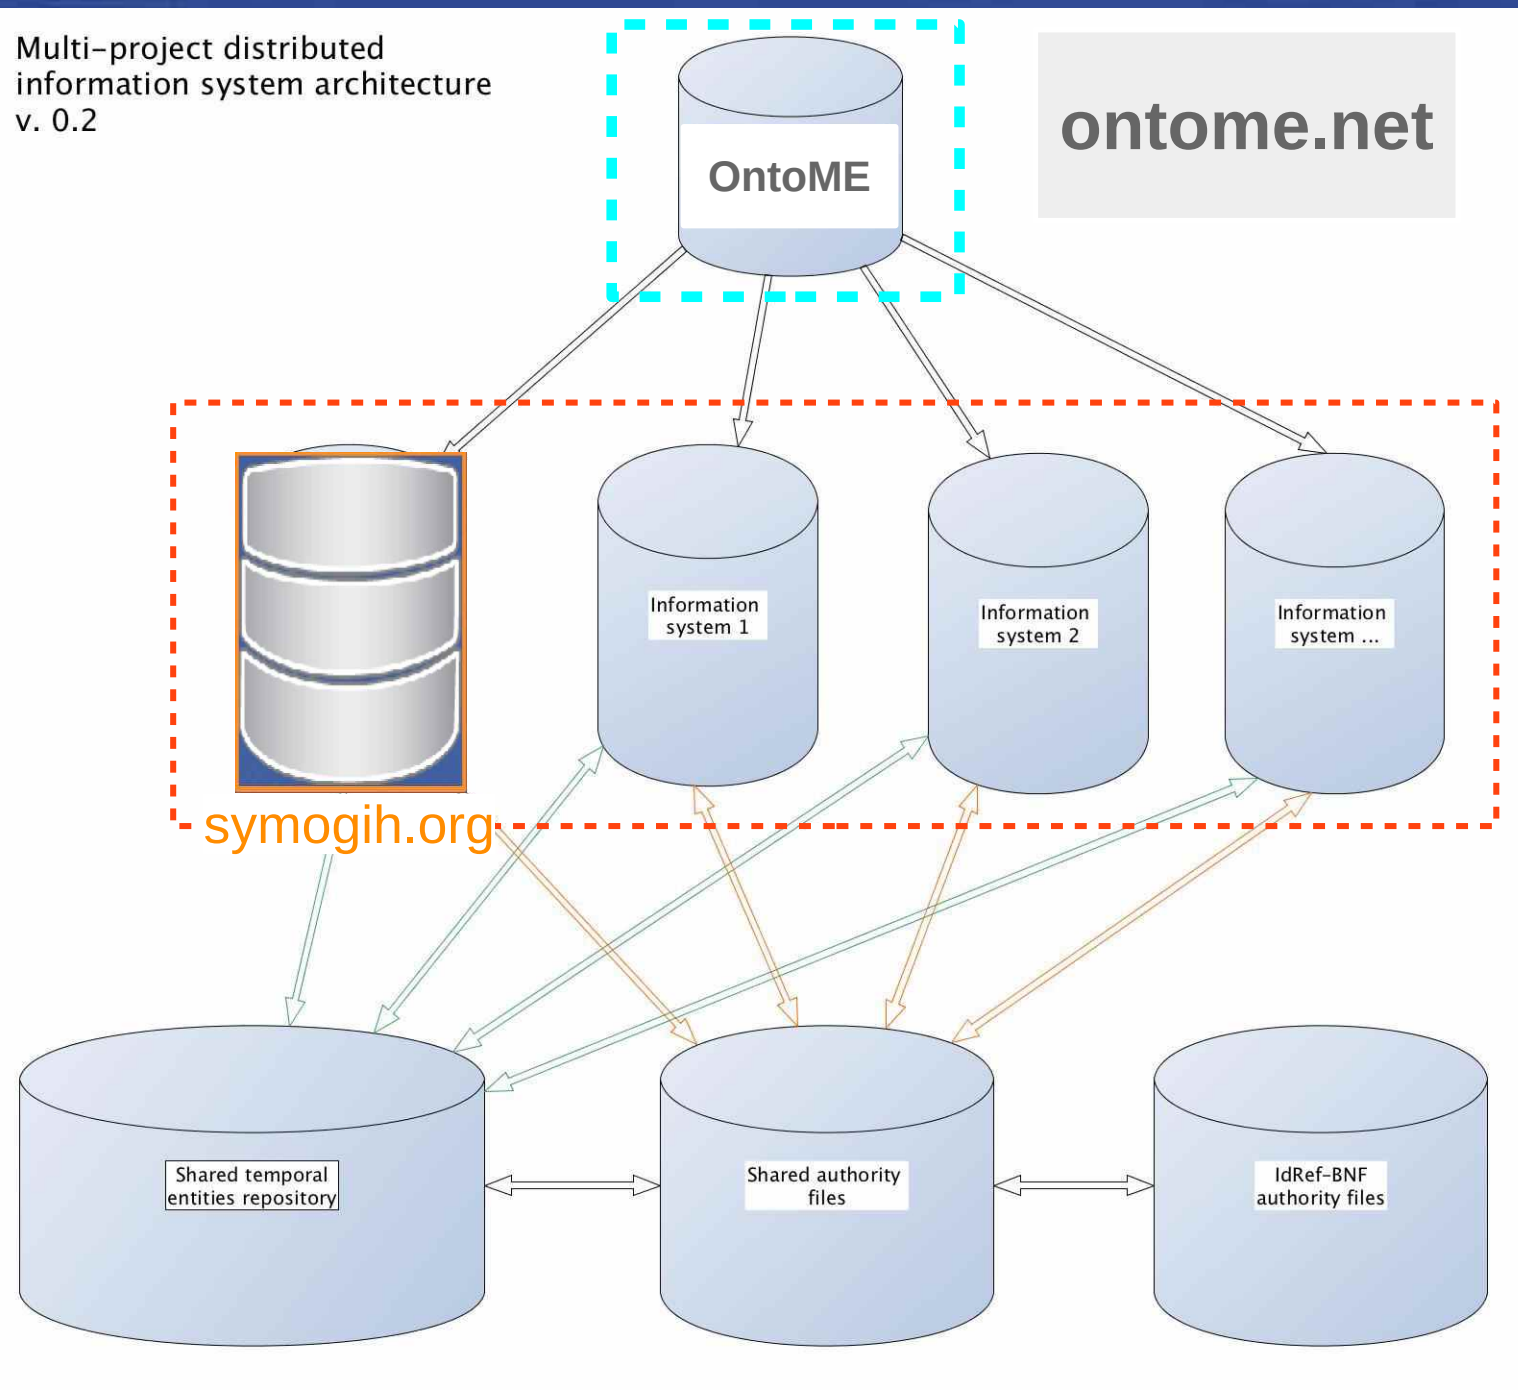 Multi-project distributed
information system architecture
v. 0.2
ontome.net
OntoME
Information
system 1
Information
system 2
Information
system ...
symogih.org
Shared temporal
entities repository
Shared authority
files
IdRef-BNF
authority files